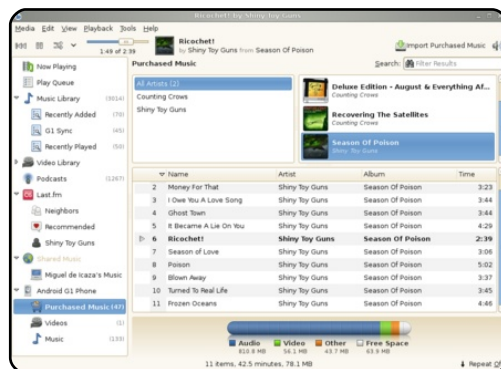 Ricochet! by Shiny Toy Guns
Media Edit View Playback Tools Help
1:49 of 2:39
Ricochet!
by Shiny Toy Guns from Season Of Poison
Import Purchased Music
Now Playing
Play Queue
Music Library (3014)
Recently Added (70)
G1 Sync (45)
Recently Played (50)
Video Library
Podcasts (1267)
Last.fm
Neighbors
Recommended
Shiny Toy Guns
Shared Music
Miguel de Icaza's Music
Android G1 Phone
Purchased Music (47)
Videos (1)
Music (133)
Purchased Music
Search: Filter Results
All Artists (2)
Counting Crows
Shiny Toy Guns
Deluxe Edition - August & Everything Af...
Counting Crows
Recovering The Satellites
Counting Crows
Season Of Poison
Shiny Toy Guns
Name Artist Album Time
2 Money For That Shiny Toy Guns Season Of Poison 3:23
3 I Owe You A Love Song Shiny Toy Guns Season Of Poison 3:44
4 Ghost Town Shiny Toy Guns Season Of Poison 3:44
5 It Became A Lie On You Shiny Toy Guns Season Of Poison 4:29
6 Ricochet! Shiny Toy Guns Season Of Poison 2:39
7 Season of Love Shiny Toy Guns Season Of Poison 3:06
8 Poison Shiny Toy Guns Season Of Poison 5:02
9 Blown Away Shiny Toy Guns Season Of Poison 3:37
10 Turned To Real Life Shiny Toy Guns Season Of Poison 3:45
11 Frozen Oceans Shiny Toy Guns Season Of Poison 4:46
Audio Video Other Free Space
810.8 MB 56.1 MB 43.7 MB 63.9 MB
11 items, 42.5 minutes, 78.1 MB
Repeat